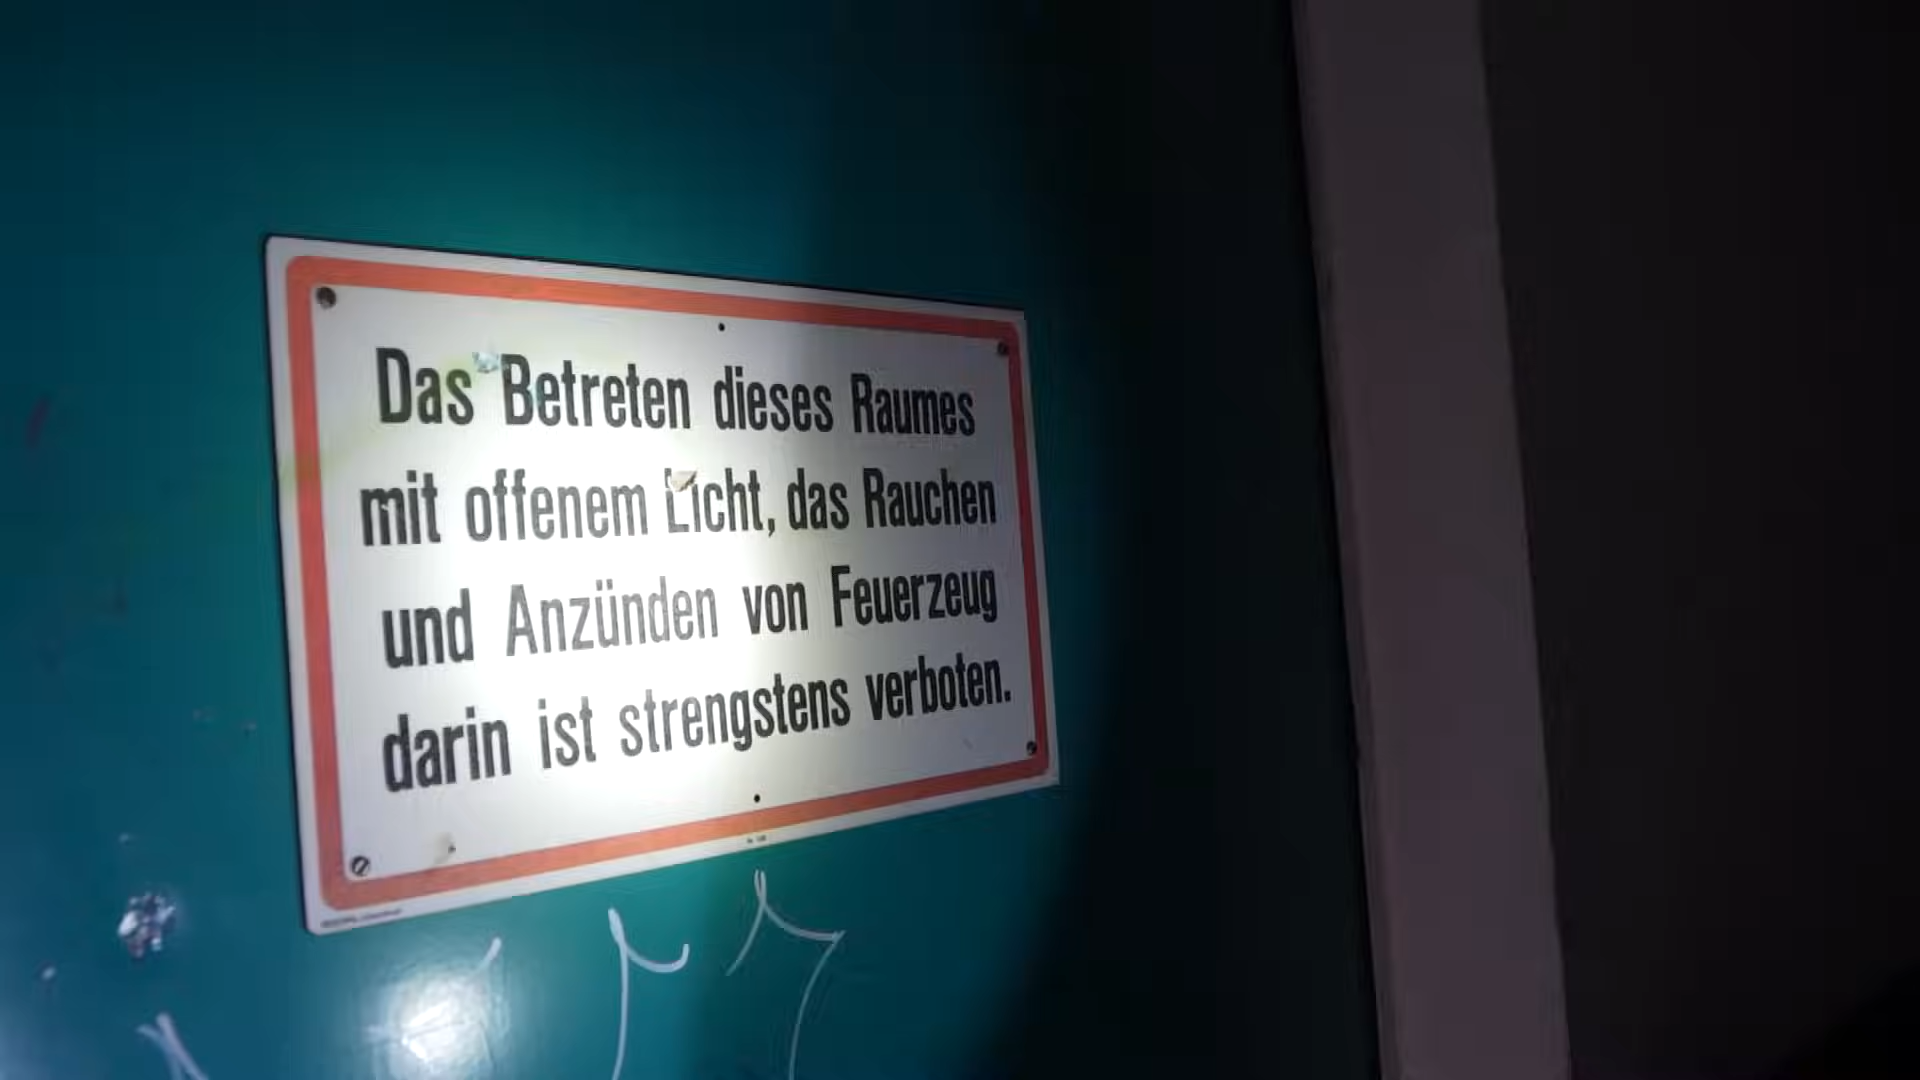 Das Betreten dieses Raumes
mit offenem Licht, das Rauchen
und Anzünden von Feuerzeug
darin ist strengstens verboten.